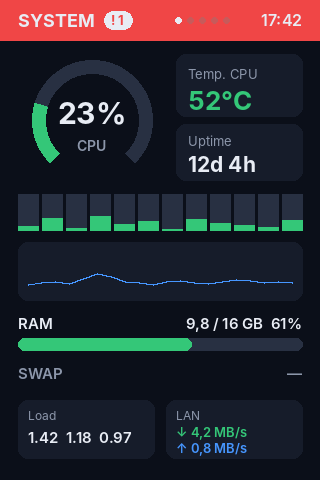 SYSTEM ! 1 17:42
23%
CPU
Temp. CPU
52°C
Uptime
12d 4h
RAM 9,8 / 16 GB 61%
SWAP —
Load
1.42 1.18 0.97
LAN
↓ 4,2 MB/s
↑ 0,8 MB/s